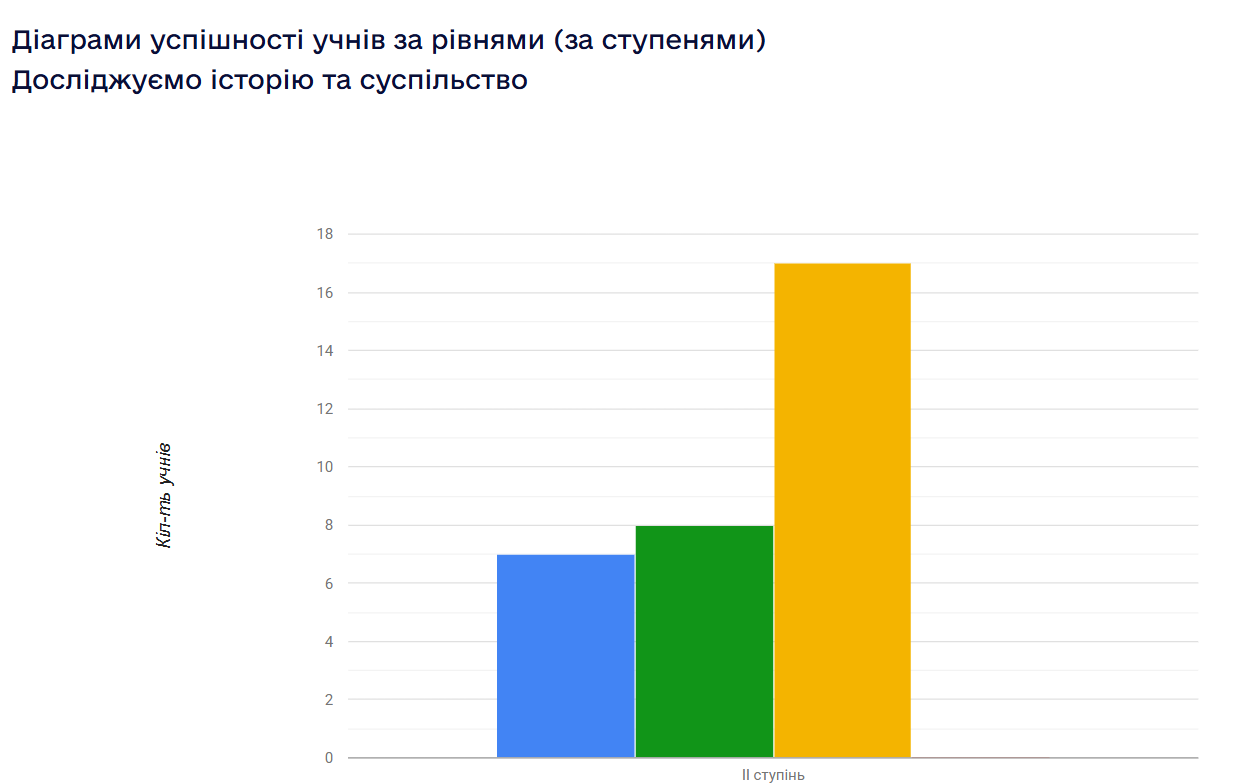 Діаграми успішності учнів за рівнями (за ступенями)
Досліджуємо історію та суспільство
Кіл-ть учнів
18
16
14
12
10
8
6
4
2
0
II ступінь